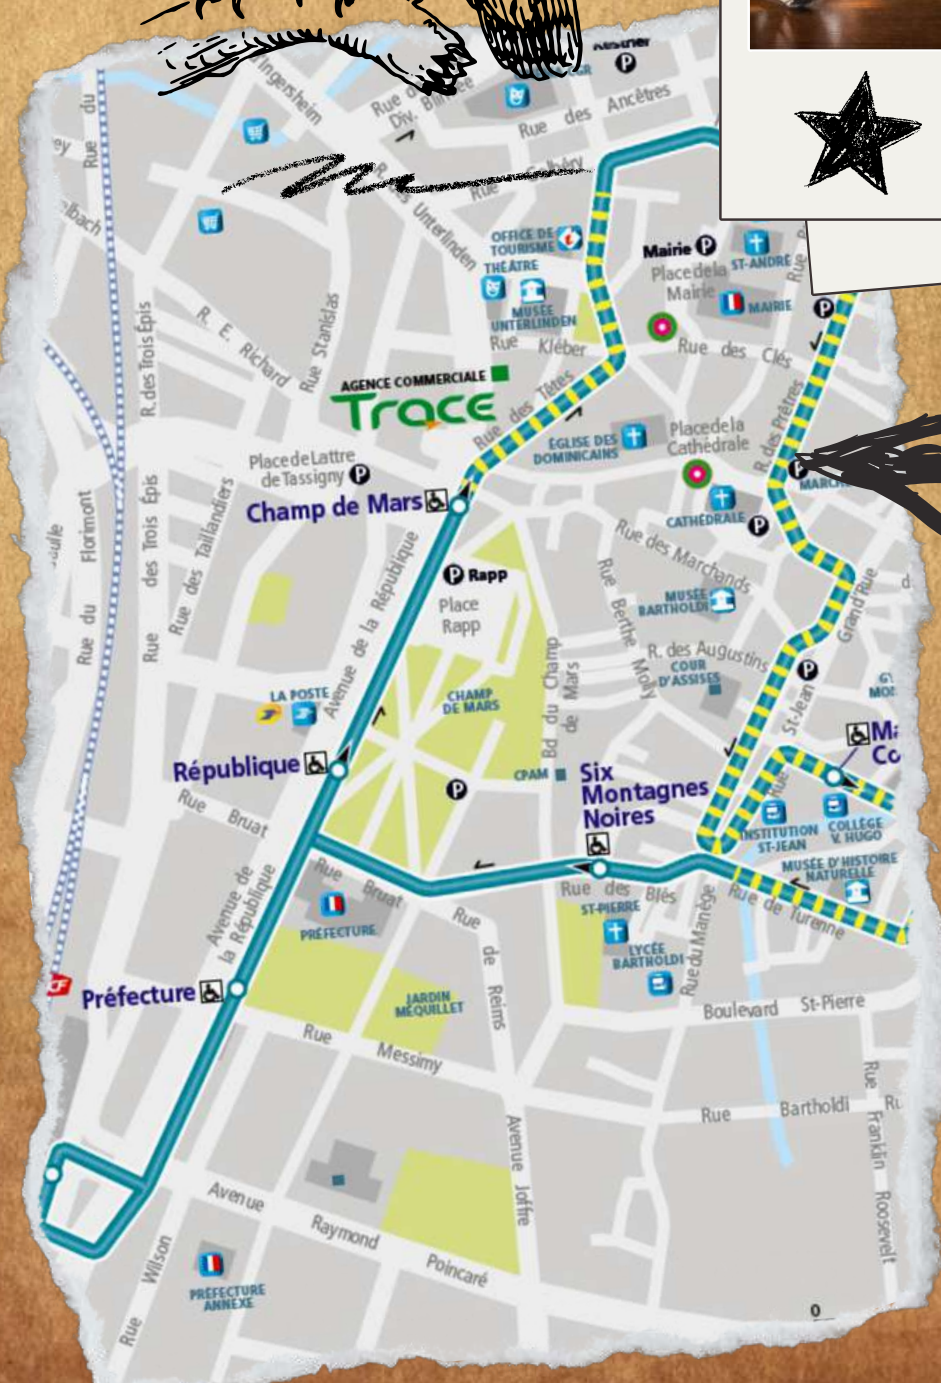 Rue du
Ingersheim
Rue des Ancêtres
Rue
R. des Unterlinden
OFFICE DE
TOURISME
THÉÂTRE
MUSÉE
UNTERLINDEN
Mairie P
Place de la
Mairie
ST-ANDRÉ
MAIRIE
P
Rue Kléber
Rue des Clés
R. des Trois Épis
R. E. Richard
Rue Stanislas
AGENCE COMMERCIALE
Trace
Rue des Têtes
ÉGLISE DES
DOMINICAINS
Place de la
Cathédrale
R. des Prêtres
P
Place de Lattre
de Tassigny P
Champ de Mars
CATHÉDRALE P
Rue du Florimont
Rue des Trois Épis
Rue des Taillandiers
Avenue de la République
P Rapp
Place
Rapp
Rue des Marchands
MUSÉE
BARTHOLDI
Rue Berthe Molly
Grand'Rue
R. des Augustins
COUR
D'ASSISES
P
St-Jean
LA POSTE
CHAMP
DE MARS
Bd du Champ
de Mars
République
P
CPAM
Six
Montagnes
Noires
Rue
INSTITUTION
ST-JEAN
COLLÈGE
V. HUGO
Rue Bruat
Rue Bruat
MUSÉE D'HISTOIRE
NATURELLE
Avenue de
la République
PRÉFECTURE
Rue des Blés
Rue de Turenne
ST-PIERRE
LYCÉE
BARTHOLDI
Rue du Manège
Rue de Reims
Préfecture
JARDIN
MÉQUILLET
Boulevard St-Pierre
Rue Messimy
Rue Bartholdi
Rue Franklin Roosevelt
Avenue Joffre
Avenue Raymond Poincaré
Rue Wilson
PRÉFECTURE
ANNEXE
0